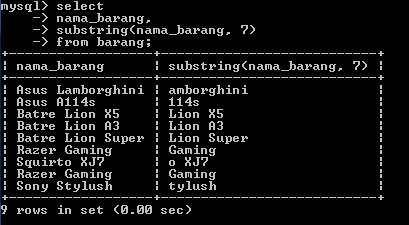 mysql> select
    -> nama_barang,
    -> substring(nama_barang, 7)
    -> from barang;
nama_barang | substring(nama_barang, 7)
Asus Lamborghini | amborghini
Asus A114s | 114s
Batre Lion X5 | Lion X5
Batre Lion A3 | Lion A3
Batre Lion Super | Lion Super
Razer Gaming | Gaming
Squirto XJ7 | o XJ7
Razer Gaming | Gaming
Sony Stylush | tylush
9 rows in set (0.00 sec)